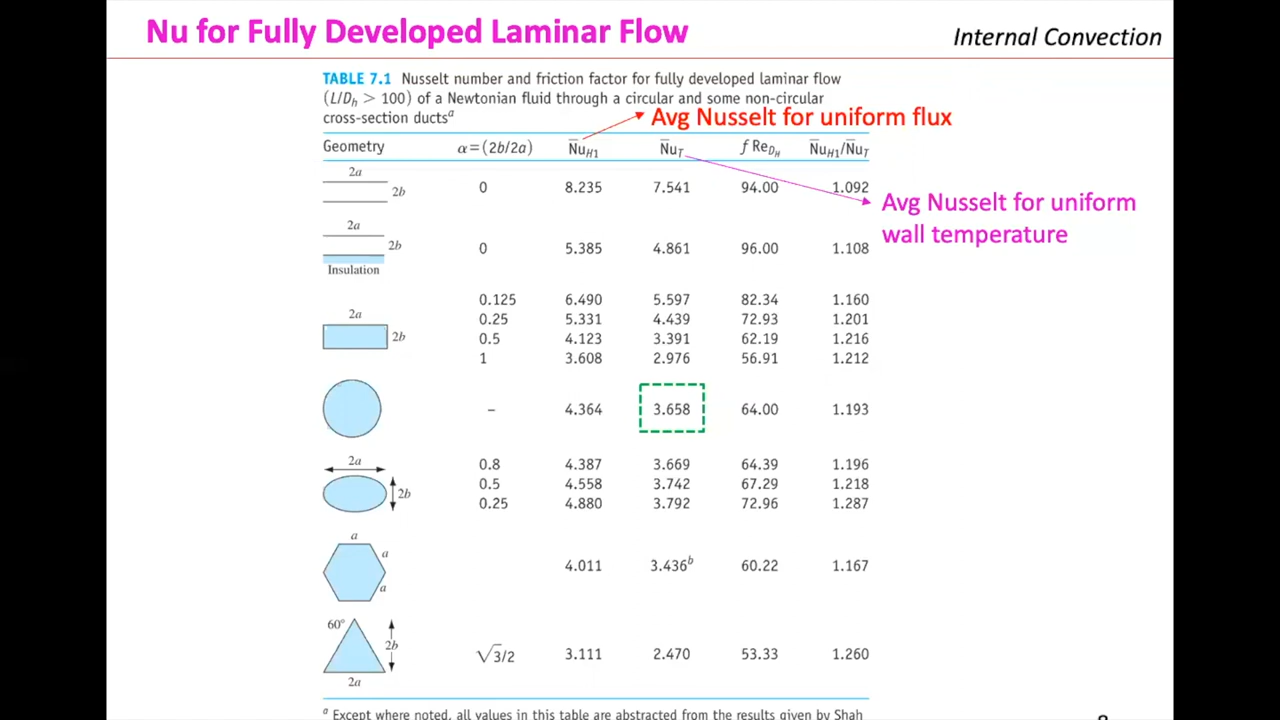 Nu for Fully Developed Laminar Flow
Internal Convection
TABLE 7.1 Nusselt number and friction factor for fully developed laminar flow
(L/Dh > 100) of a Newtonian fluid through a circular and some non-circular
cross-section ductsᵃ
Avg Nusselt for uniform flux
Geometry α = (2b/2a) N̅uH1 N̅uT f ReDH N̅uH1/N̅uT
2a
2b
0 8.235 7.541 94.00 1.092
Avg Nusselt for uniform
wall temperature
2a
2b
0 5.385 4.861 96.00 1.108
Insulation
0.125 6.490 5.597 82.34 1.160
2a
0.25 5.331 4.439 72.93 1.201
2b
0.5 4.123 3.391 62.19 1.216
1 3.608 2.976 56.91 1.212
– 4.364 3.658 64.00 1.193
2a
0.8 4.387 3.669 64.39 1.196
0.5 4.558 3.742 67.29 1.218
2b
0.25 4.880 3.792 72.96 1.287
a
a
4.011 3.436ᵇ 60.22 1.167
a
60°
2b
√3/2 3.111 2.470 53.33 1.260
2a
ᵃ Except where noted, all values in this table are abstracted from the results given by Shah